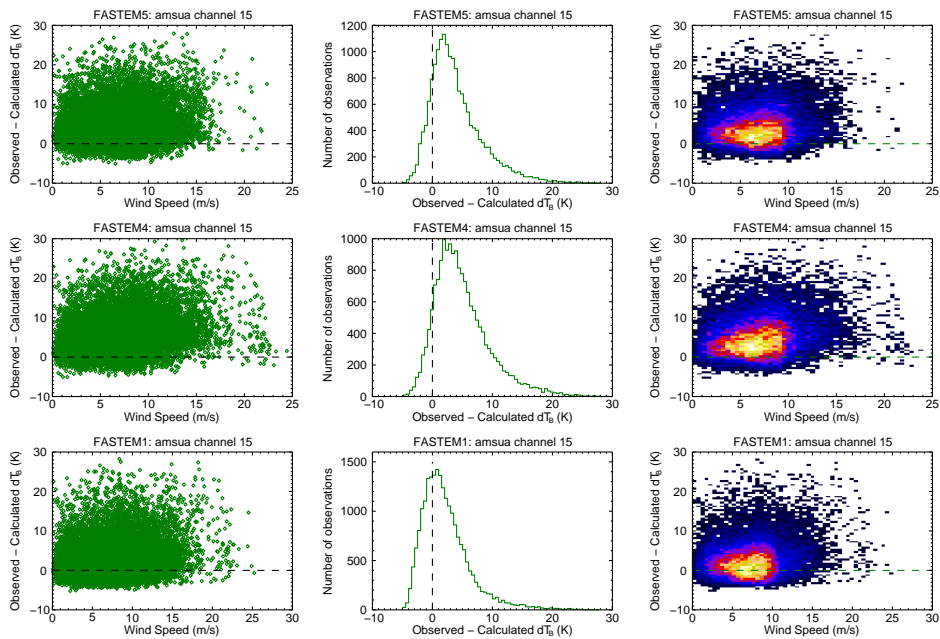 FASTEM5: amsua channel 15
Observed − Calculated dT_B (K)
30
20
10
0
−10
0 5 10 15 20 25
Wind Speed (m/s)
FASTEM5: amsua channel 15
Number of observations
1200
1000
800
600
400
200
0
−10 0 10 20 30
Observed − Calculated dT_B (K)
FASTEM5: amsua channel 15
Observed − Calculated dT_B (K)
30
20
10
0
−10
0 5 10 15 20 25
Wind Speed (m/s)
FASTEM4: amsua channel 15
Observed − Calculated dT_B (K)
30
20
10
0
−10
0 5 10 15 20 25
Wind Speed (m/s)
FASTEM4: amsua channel 15
Number of observations
1000
800
600
400
200
0
−10 0 10 20 30
Observed − Calculated dT_B (K)
FASTEM4: amsua channel 15
Observed − Calculated dT_B (K)
30
20
10
0
−10
0 5 10 15 20 25
Wind Speed (m/s)
FASTEM1: amsua channel 15
Observed − Calculated dT_B (K)
30
20
10
0
−10
0 5 10 15 20 25 30
Wind Speed (m/s)
FASTEM1: amsua channel 15
Number of observations
1500
1000
500
0
−10 0 10 20 30
Observed − Calculated dT_B (K)
FASTEM1: amsua channel 15
Observed − Calculated dT_B (K)
30
20
10
0
−10
0 5 10 15 20 25 30
Wind Speed (m/s)